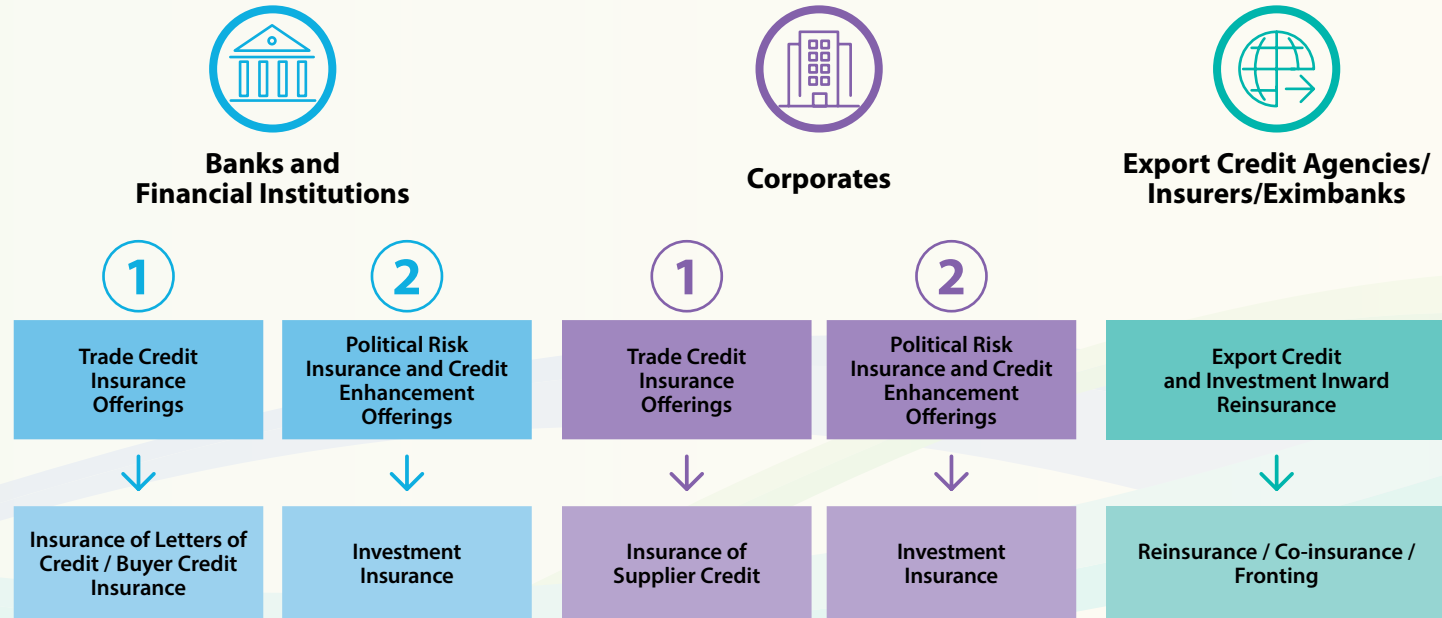 Banks and
Financial Institutions
Corporates
Export Credit Agencies/
Insurers/Eximbanks
1
2
1
2
Trade Credit
Insurance
Offerings
Political Risk
Insurance and Credit
Enhancement
Offerings
Trade Credit
Insurance
Offerings
Political Risk
Insurance and Credit
Enhancement
Offerings
Export Credit
and Investment Inward
Reinsurance
Insurance of Letters of
Credit / Buyer Credit
Insurance
Investment
Insurance
Insurance of
Supplier Credit
Investment
Insurance
Reinsurance / Co-insurance /
Fronting